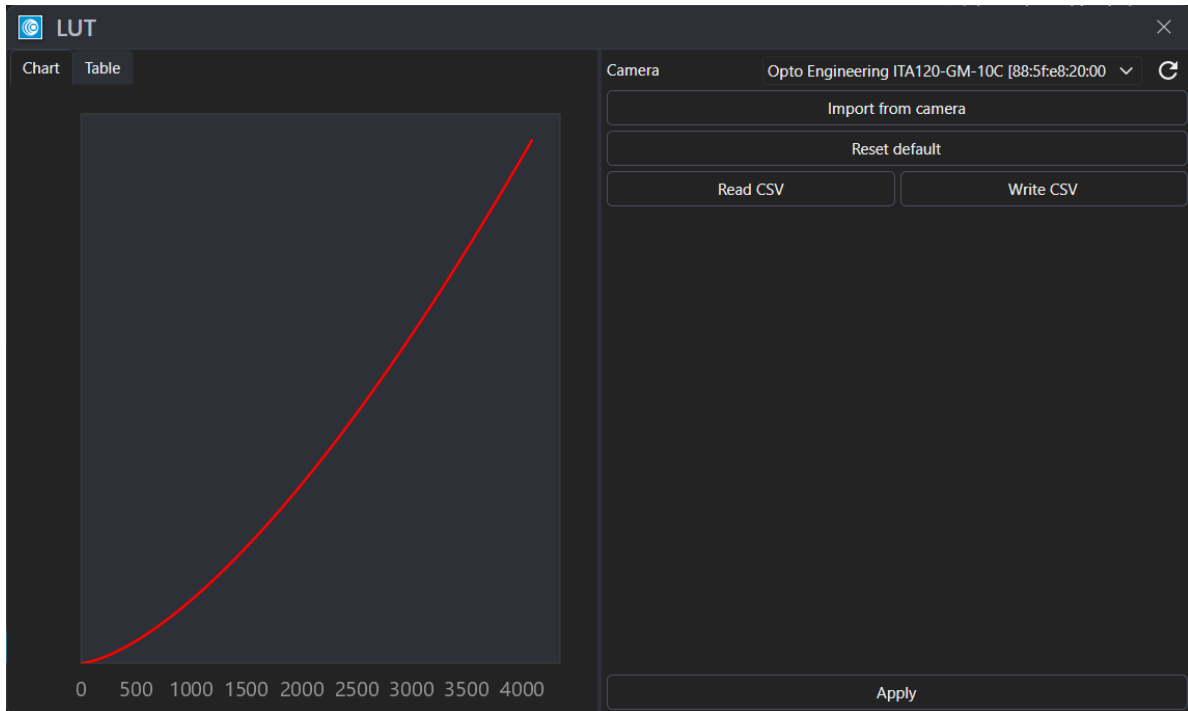 LUT
Chart Table
Camera Opto Engineering ITA120-GM-10C [88:5f:e8:20:00
Import from camera
Reset default
Read CSV Write CSV
0 500 1000 1500 2000 2500 3000 3500 4000
Apply